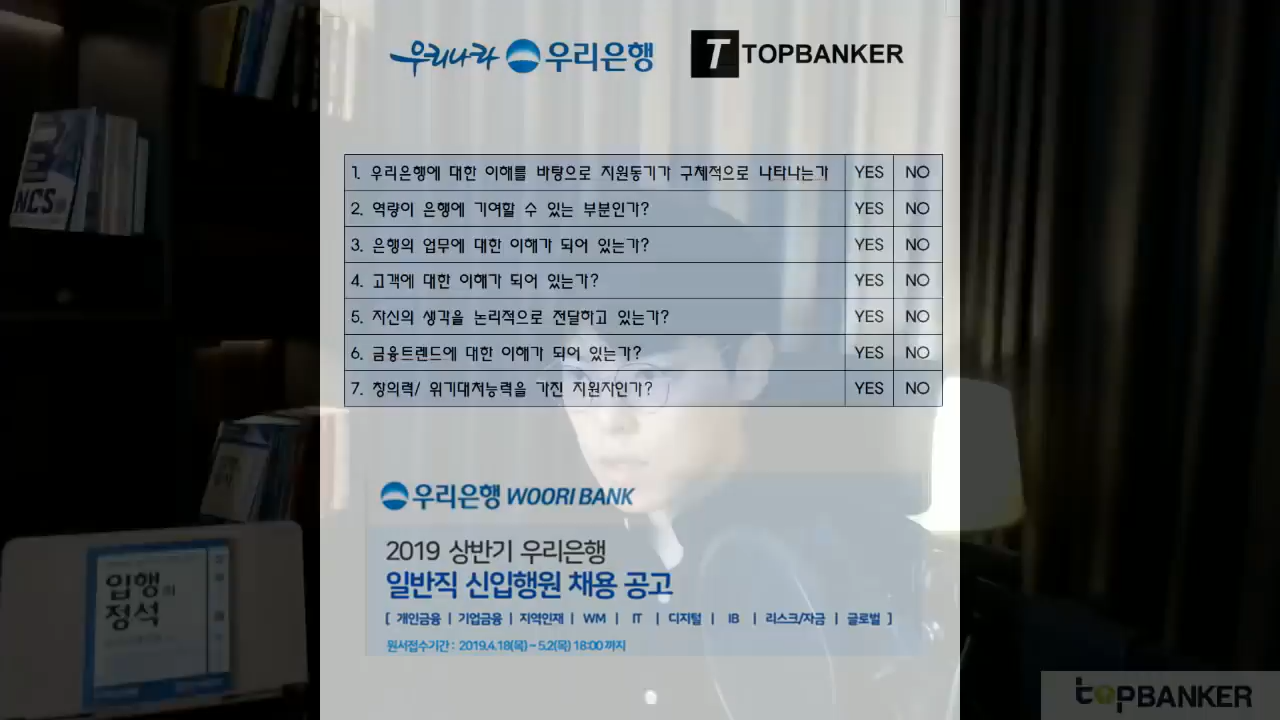 우리나라 우리은행 T TOPBANKER
1. 우리은행에 대한 이해를 바탕으로 지원동기가 구체적으로 나타나는가 YES NO
2. 역량이 은행에 기여할 수 있는 부분인가? YES NO
3. 은행의 업무에 대한 이해가 되어 있는가? YES NO
4. 고객에 대한 이해가 되어 있는가? YES NO
5. 자신의 생각을 논리적으로 전달하고 있는가? YES NO
6. 금융트렌드에 대한 이해가 되어 있는가? YES NO
7. 창의력/ 위기대처능력을 가진 지원자인가? YES NO
NCS
우리은행 WOORI BANK
2019 상반기 우리은행
일반직 신입행원 채용 공고
[ 개인금융 | 기업금융 | 지역인재 | WM | IT | 디지털 | IB | 리스크/자금 | 글로벌 ]
원서접수기간 : 2019.4.18(목) ~ 5.2(목) 18:00 까지
입행의
정석
topBANKER